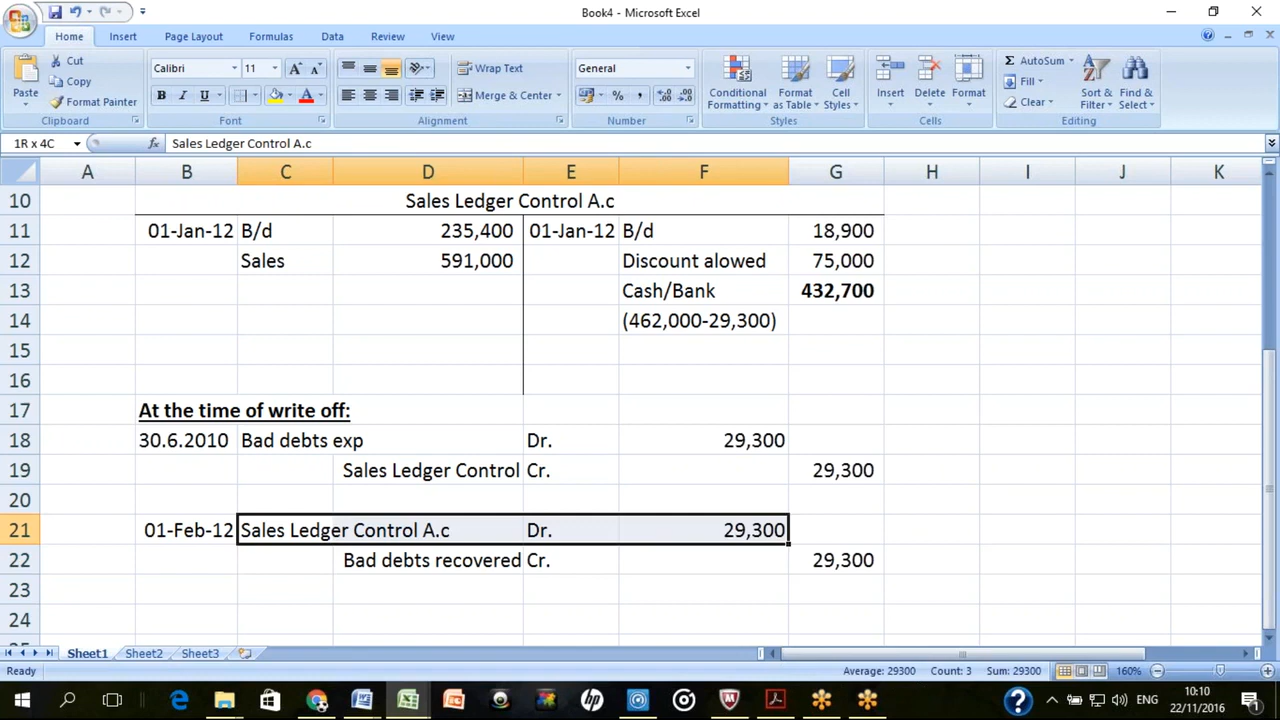 Book4 - Microsoft Excel
Home Insert Page Layout Formulas Data Review View
Cut
Copy
Format Painter
Paste
Clipboard
Calibri 11
B I U
Font
Wrap Text
Merge & Center
Alignment
General
Number
Conditional Formatting
Format as Table
Cell Styles
Styles
Insert Delete Format
Cells
AutoSum
Fill
Clear
Sort & Filter
Find & Select
Editing
1R x 4C fx Sales Ledger Control A.c
A B C D E F G H I J K
10 Sales Ledger Control A.c
11 01-Jan-12 B/d 235,400 01-Jan-12 B/d 18,900
12 Sales 591,000 Discount alowed 75,000
13 Cash/Bank 432,700
14 (462,000-29,300)
15
16
17 At the time of write off:
18 30.6.2010 Bad debts exp Dr. 29,300
19 Sales Ledger Control Cr. 29,300
20
21 01-Feb-12 Sales Ledger Control A.c Dr. 29,300
22 Bad debts recovered Cr. 29,300
23
24
Sheet1 Sheet2 Sheet3
Ready Average: 29300 Count: 3 Sum: 29300 160%
ENG 10:10
22/11/2016